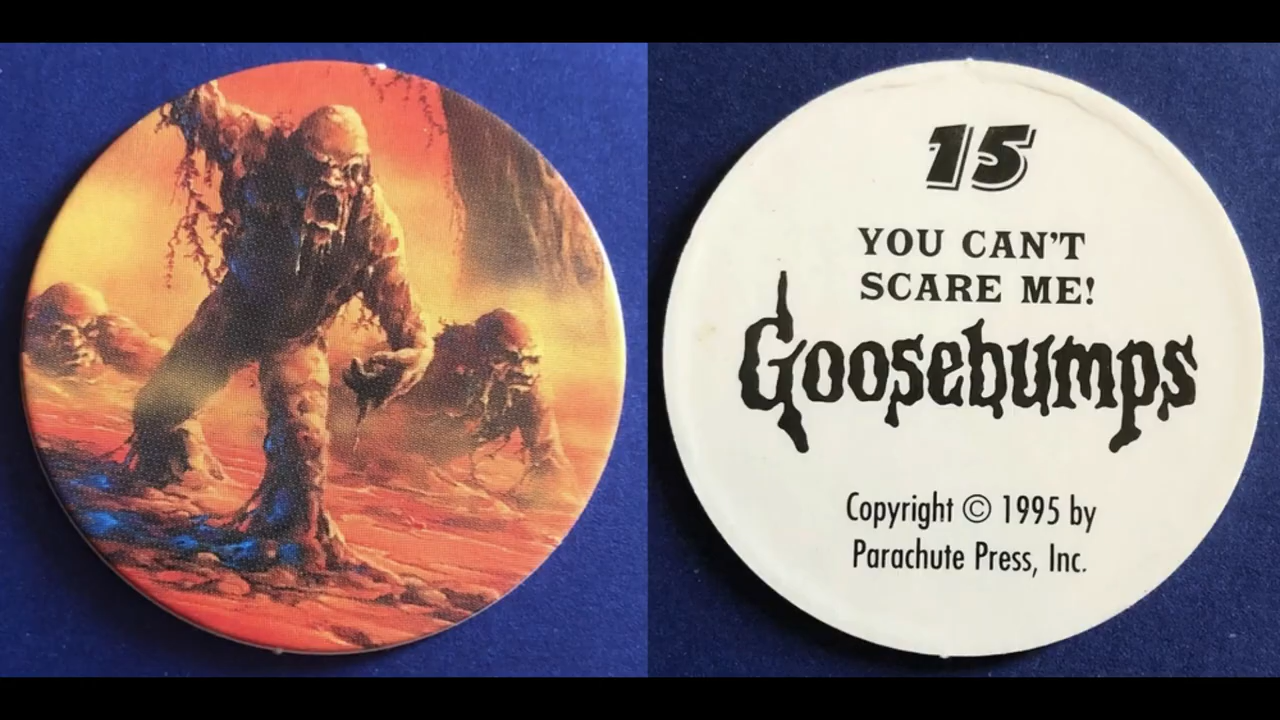 15
YOU CAN'T
SCARE ME!
Goosebumps
Copyright © 1995 by
Parachute Press, Inc.